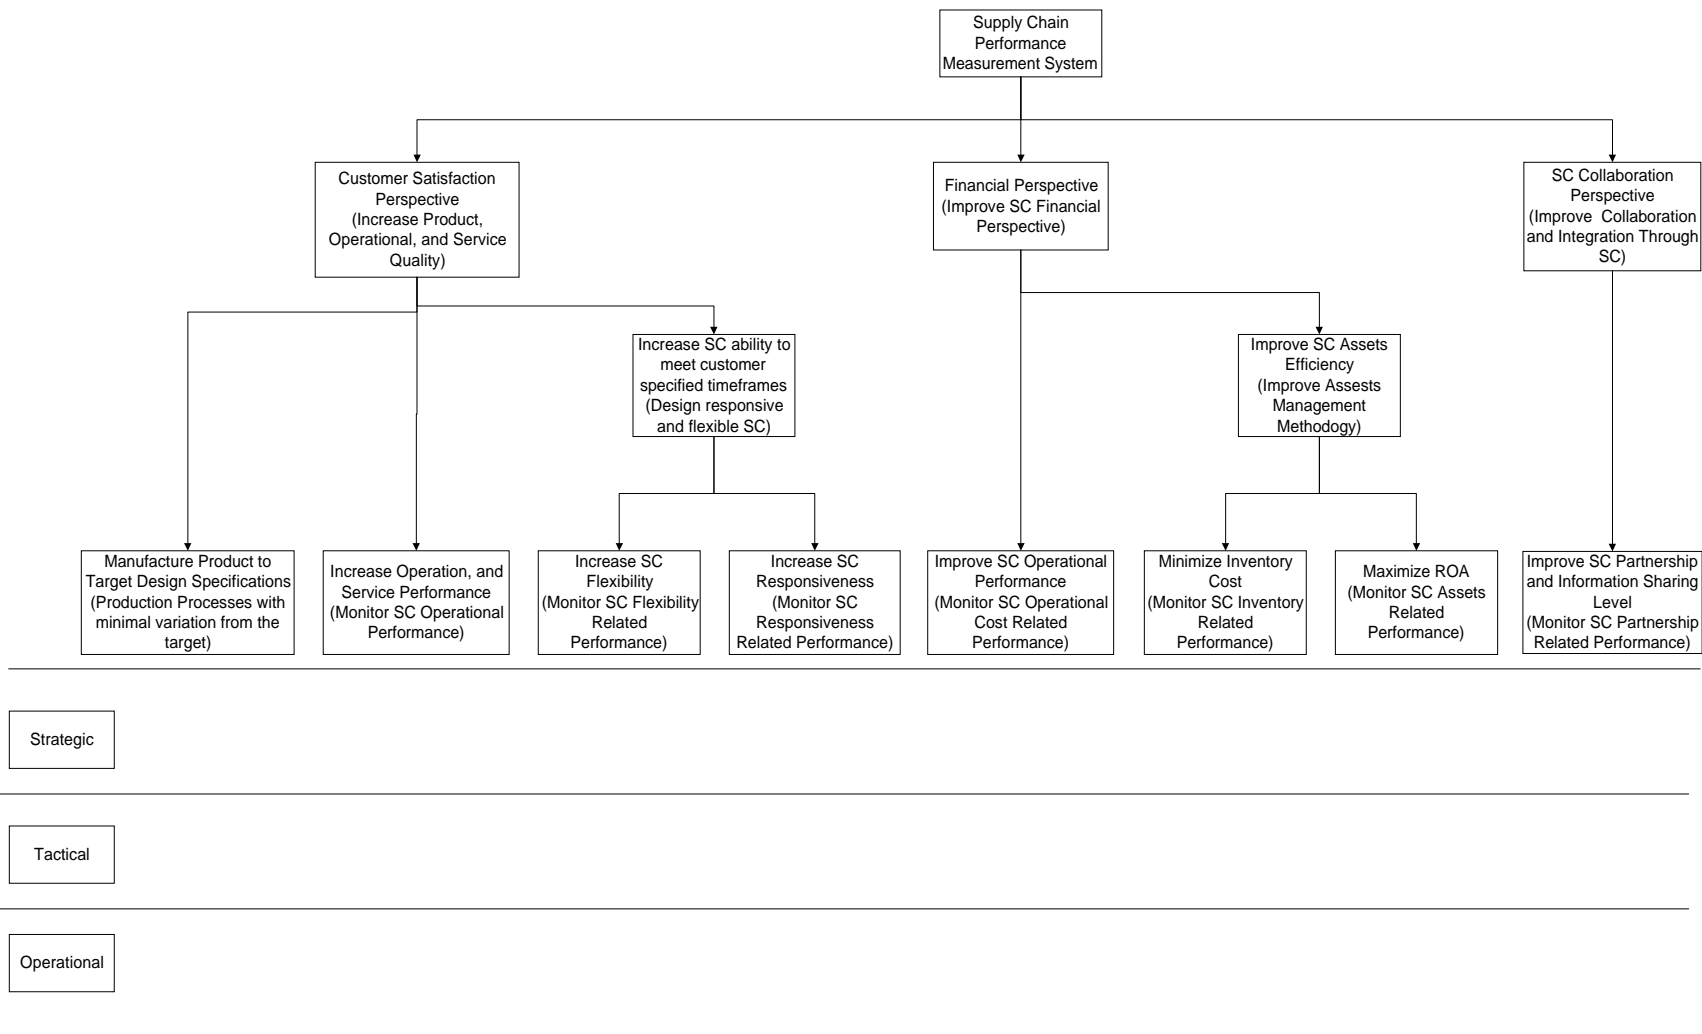 Supply Chain
Performance
Measurement System
Customer Satisfaction
Perspective
(Increase Product,
Operational, and Service
Quality)
Financial Perspective
(Improve SC Financial
Perspective)
SC Collaboration
Perspective
(Improve Collaboration
and Integration Through
SC)
Increase SC ability to
meet customer
specified timeframes
(Design responsive
and flexible SC)
Improve SC Assets
Efficiency
(Improve Assests
Management
Methodogy)
Manufacture Product to
Target Design Specifications
(Production Processes with
minimal variation from the
target)
Increase Operation, and
Service Performance
(Monitor SC Operational
Performance)
Increase SC
Flexibility
(Monitor SC Flexibility
Related
Performance)
Increase SC
Responsiveness
(Monitor SC
Responsiveness
Related Performance)
Improve SC Operational
Performance
(Monitor SC Operational
Cost Related
Performance)
Minimize Inventory
Cost
(Monitor SC Inventory
Related
Performance)
Maximize ROA
(Monitor SC Assets
Related
Performance)
Improve SC Partnership
and Information Sharing
Level
(Monitor SC Partnership
Related Performance)
Strategic
Tactical
Operational